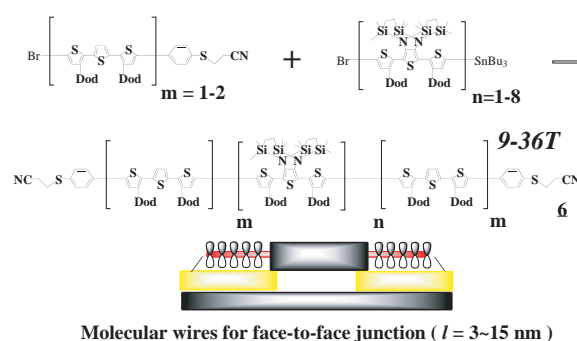 Si Si Si Si
N N
Br S S S S CN
Dod Dod
m = 1-2
+
Br S S S SnBu3
Dod Dod
n=1-8
9-36T
Si Si Si Si
N N
NC S S S S S S S S S S S CN
Dod Dod Dod Dod Dod Dod
m n m
6
Molecular wires for face-to-face junction ( l = 3~15 nm )